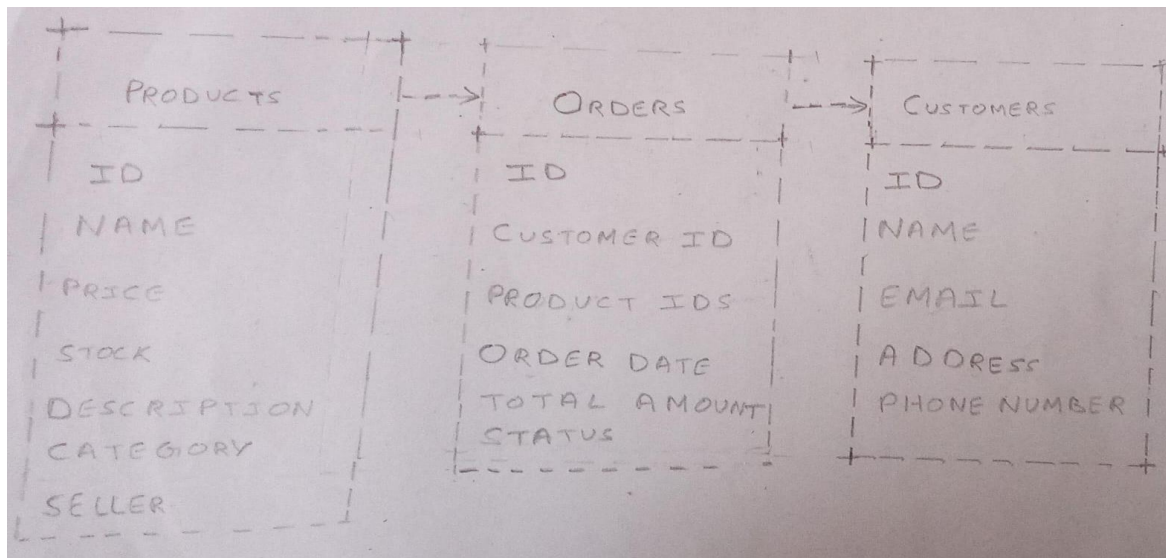 PRODUCTS
ID
NAME
PRICE
STOCK
DESCRIPTION
CATEGORY
SELLER
ORDERS
ID
CUSTOMER ID
PRODUCT IDS
ORDER DATE
TOTAL AMOUNT
STATUS
CUSTOMERS
ID
NAME
EMAIL
ADDRESS
PHONE NUMBER